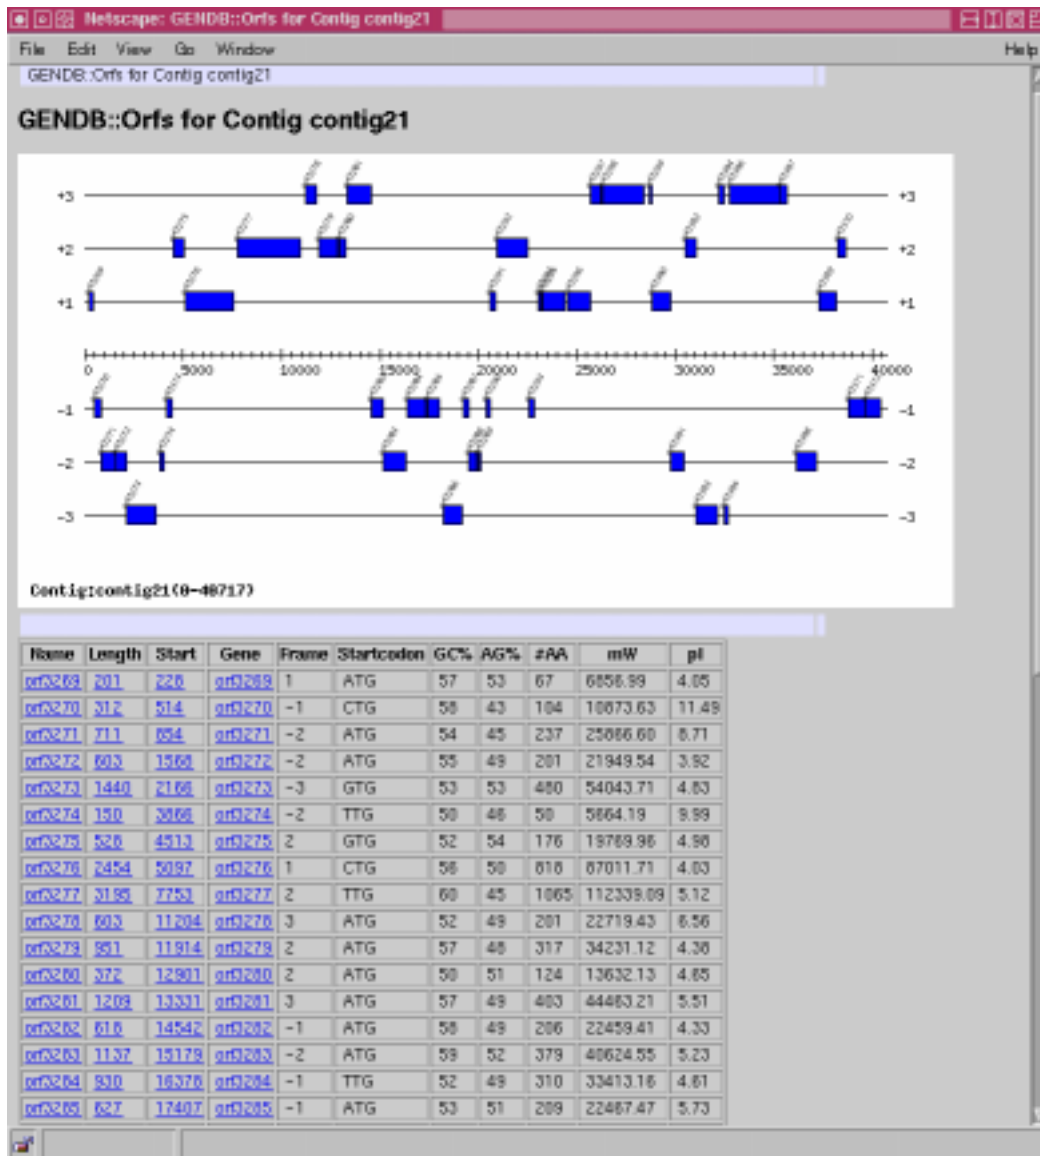 Netscape: GENDB::Orfs for Contig contig21
File Edit View Go Window Help
GENDB::Orfs for Contig contig21
GENDB::Orfs for Contig contig21
+3 +3
+2 +2
+1 +1
0 5000 10000 15000 20000 25000 30000 35000 40000
-1 -1
-2 -2
-3 -3
Contig:contig21(0-40717)
Name Length Start Gene Frame Startcodon GC% AG% #AA mW pI
orf3269 201 228 orf3269 1 ATG 57 53 67 6856.99 4.05
orf3270 312 514 orf3270 -1 CTG 58 43 104 10873.63 11.49
orf3271 711 854 orf3271 -2 ATG 54 45 237 25866.60 8.71
orf3272 603 1568 orf3272 -2 ATG 55 49 201 21949.54 3.92
orf3273 1440 2166 orf3273 -3 GTG 53 53 480 54043.71 4.83
orf3274 150 3866 orf3274 -2 TTG 50 46 50 5664.19 9.99
orf3275 528 4513 orf3275 2 GTG 52 54 176 19769.96 4.98
orf3276 2454 5097 orf3276 1 CTG 56 50 818 87011.71 4.03
orf3277 3195 7753 orf3277 2 TTG 60 45 1065 112339.09 5.12
orf3278 603 11204 orf3278 3 ATG 52 49 201 22719.43 6.56
orf3279 951 11914 orf3279 2 ATG 57 48 317 34231.12 4.38
orf3280 372 12901 orf3280 2 ATG 50 51 124 13632.13 4.65
orf3281 1209 13331 orf3281 3 ATG 57 49 403 44463.21 5.51
orf3282 618 14542 orf3282 -1 ATG 58 49 206 22459.41 4.33
orf3283 1137 15179 orf3283 -2 ATG 59 52 379 40624.55 5.23
orf3284 930 16378 orf3284 -1 TTG 52 49 310 33413.16 4.61
orf3285 627 17407 orf3285 -1 ATG 53 51 209 22467.47 5.73